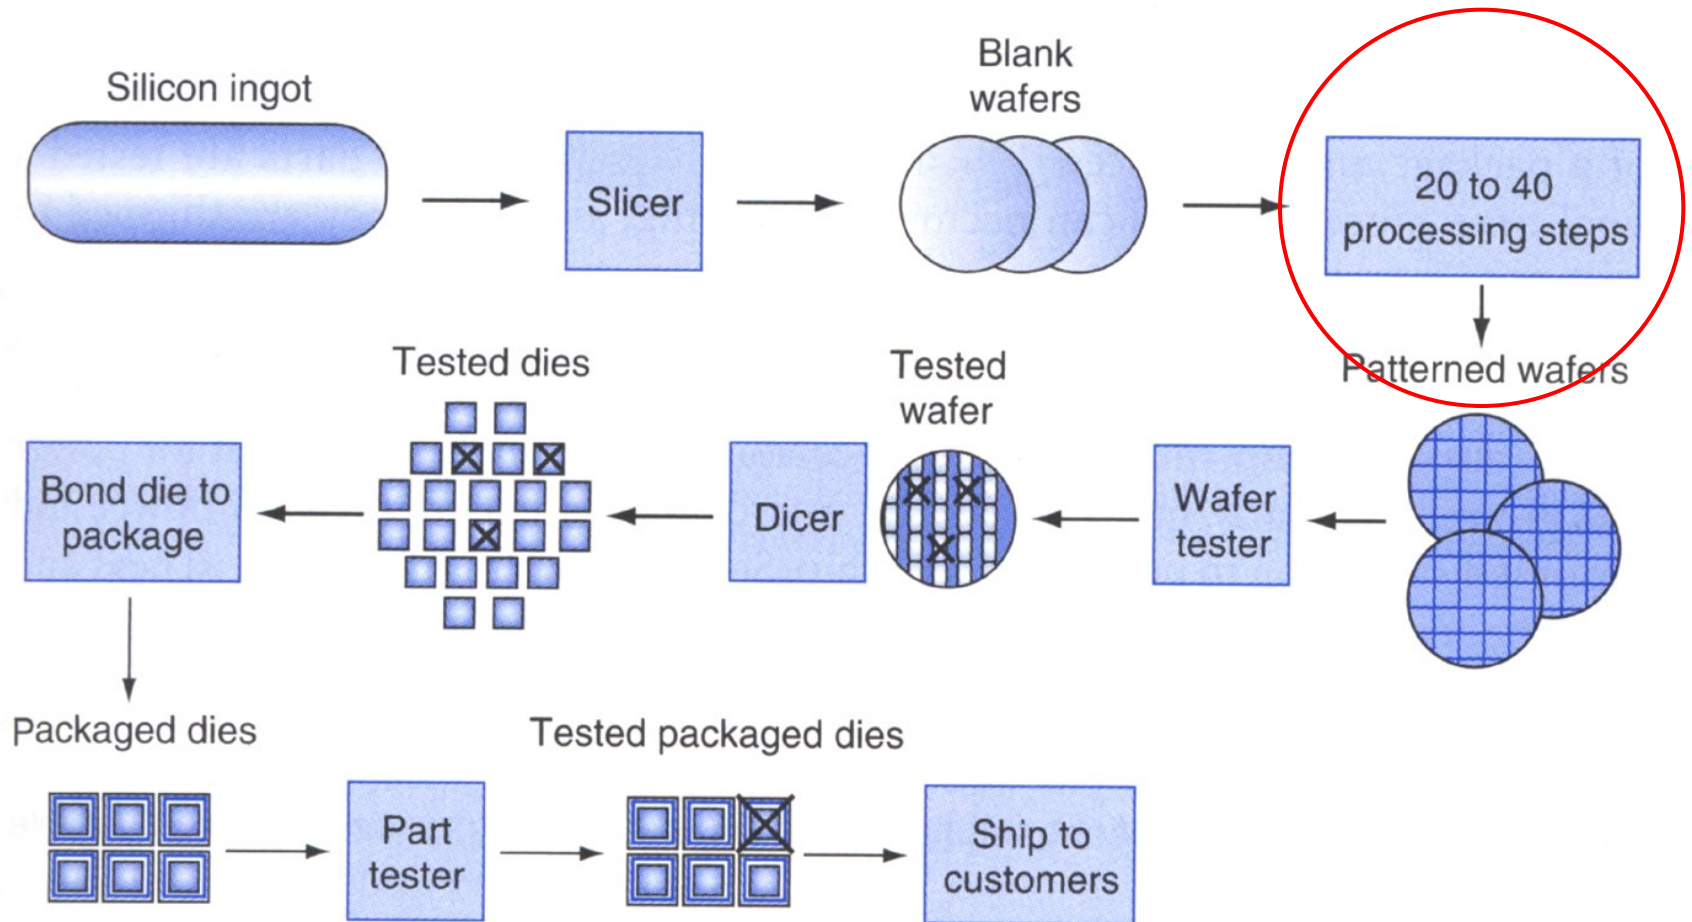 Silicon ingot
Slicer
Blank
wafers
20 to 40
processing steps
Patterned wafers
Wafer
tester
Tested
wafer
Dicer
Tested dies
Bond die to
package
Packaged dies
Part
tester
Tested packaged dies
Ship to
customers